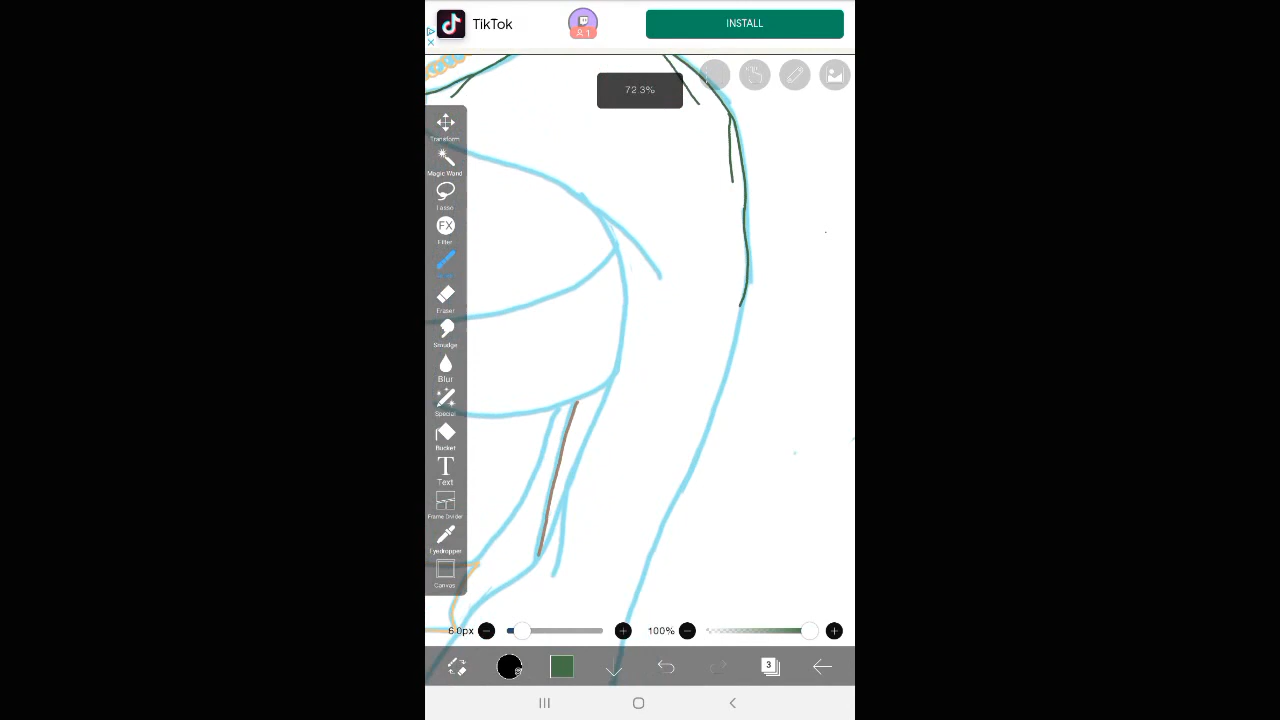 TikTok
1
INSTALL
72.3%
Transform
Magic Wand
Lasso
FX
Filter
Eraser
Smudge
Blur
Special
Bucket
T
Text
Frame Divider
Eyedropper
Canvas
6.0px
100%
3